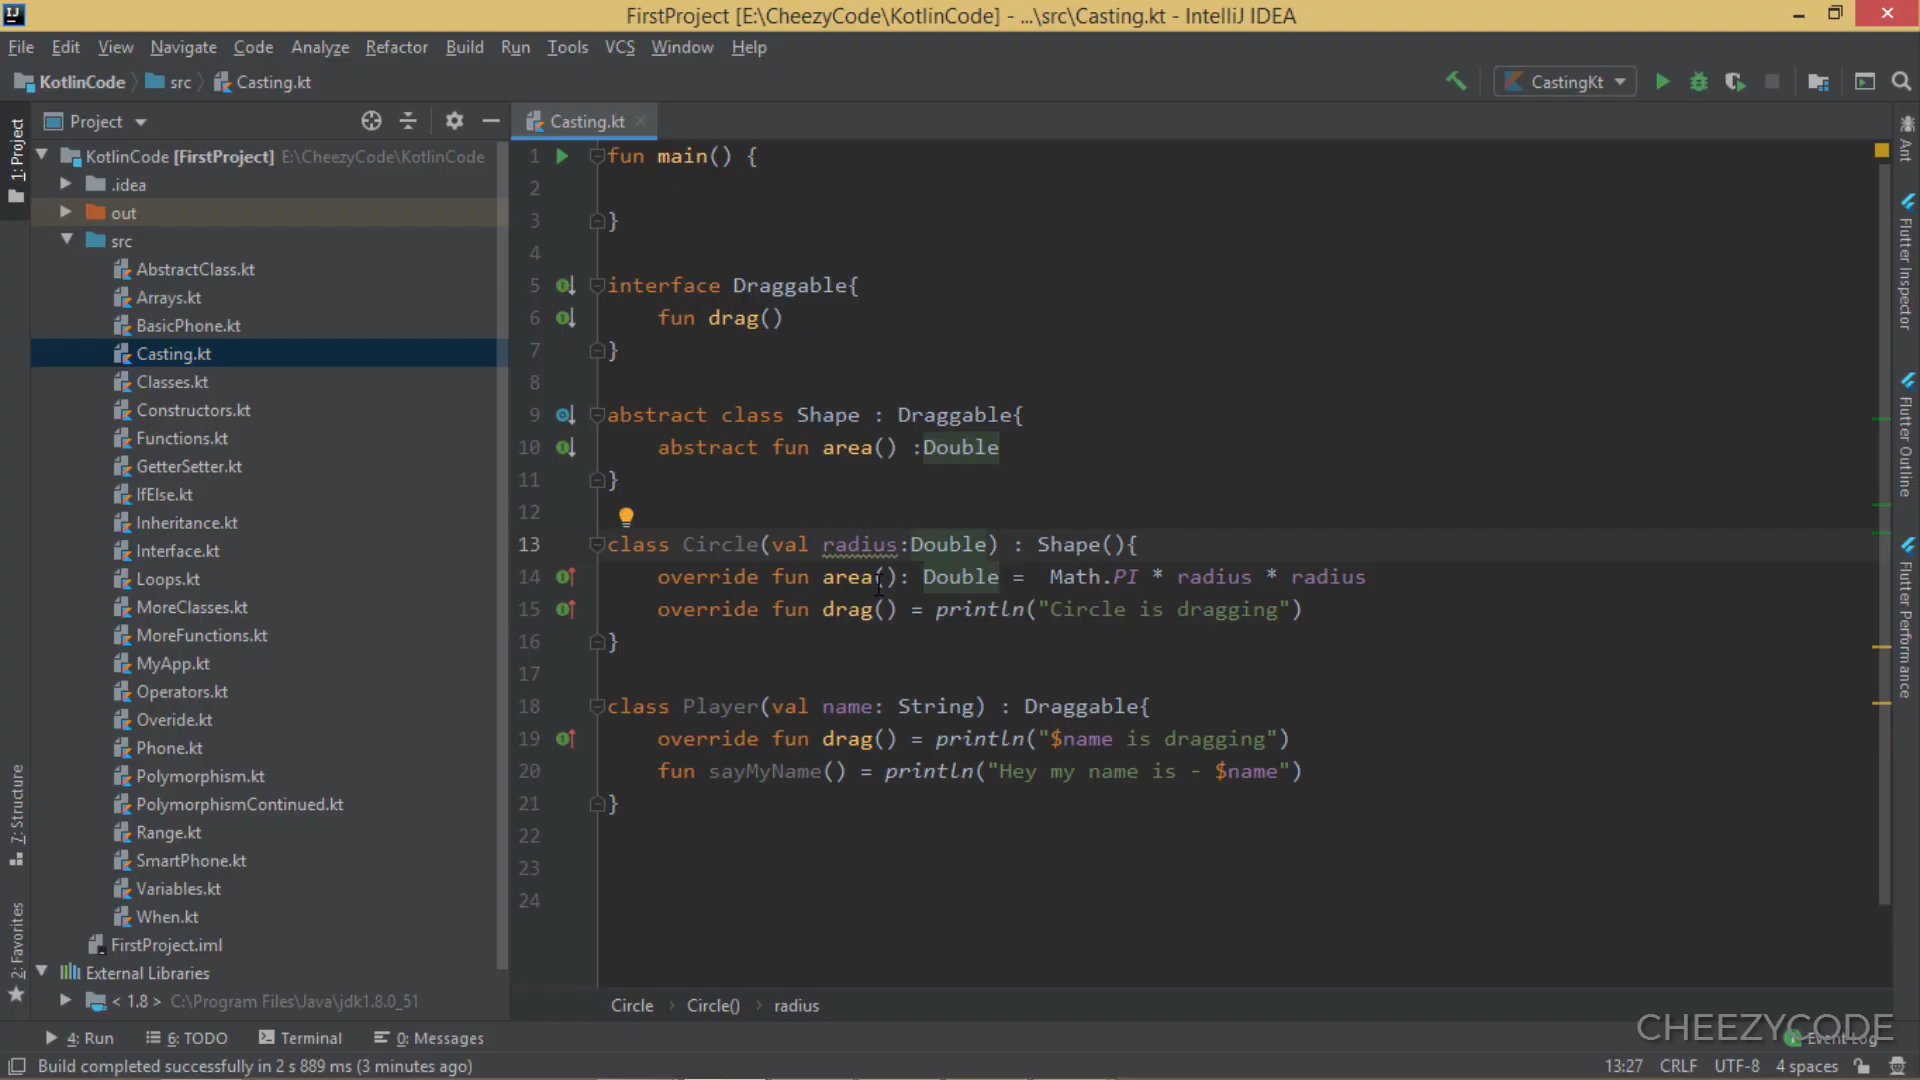 FirstProject [E:\CheezyCode\KotlinCode] - ...\src\Casting.kt - IntelliJ IDEA
File Edit View Navigate Code Analyze Refactor Build Run Tools VCS Window Help
KotlinCode src Casting.kt
CastingKt
1: Project
Project
Casting.kt
KotlinCode [FirstProject] E:\CheezyCode\KotlinCode
.idea
out
src
AbstractClass.kt
Arrays.kt
BasicPhone.kt
Casting.kt
Classes.kt
Constructors.kt
Functions.kt
GetterSetter.kt
IfElse.kt
Inheritance.kt
Interface.kt
Loops.kt
MoreClasses.kt
MoreFunctions.kt
MyApp.kt
Operators.kt
Overide.kt
Phone.kt
Polymorphism.kt
PolymorphismContinued.kt
Range.kt
SmartPhone.kt
Variables.kt
When.kt
FirstProject.iml
External Libraries
< 1.8 > C:\Program Files\Java\jdk1.8.0_51
7: Structure
2: Favorites
1 fun main() {
2
3 }
4
5 interface Draggable{
6 fun drag()
7 }
8
9 abstract class Shape : Draggable{
10 abstract fun area() :Double
11 }
12
13 class Circle(val radius:Double) : Shape(){
14 override fun area(): Double = Math.PI * radius * radius
15 override fun drag() = println("Circle is dragging")
16 }
17
18 class Player(val name: String) : Draggable{
19 override fun drag() = println("$name is dragging")
20 fun sayMyName() = println("Hey my name is - $name")
21 }
22
23
24
Circle Circle() radius
Ant
Flutter Inspector
Flutter Outline
Flutter Performance
4: Run 6: TODO Terminal 0: Messages
Event Log
CHEEZYCODE
Build completed successfully in 2 s 889 ms (3 minutes ago)
13:27 CRLF UTF-8 4 spaces